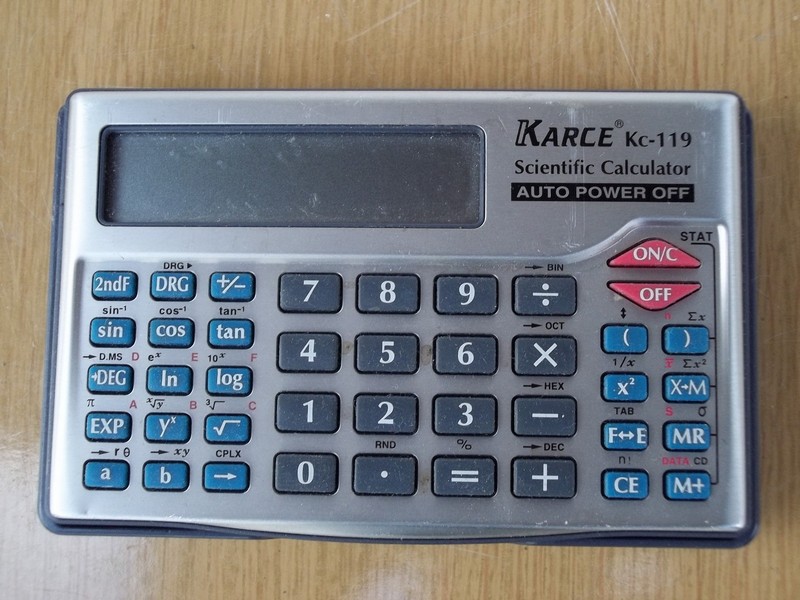 KARCE® Kc-119
Scientific Calculator
AUTO POWER OFF
STAT
ON/C
DRG ▶ → BIN
2ndF DRG +/− 7 8 9 ÷ OFF
sin⁻¹ cos⁻¹ tan⁻¹ → OCT ↕ n Σx
sin cos tan 4 5 6 × ( )
→ D.MS D eˣ E 10ˣ F → HEX 1/x x̄ Σx²
→DEG ln log 1 2 3 − x² X→M
π A ˣ√y B ³√ C TAB S σ
EXP yˣ √ F↔E MR
→ r θ → xy CPLX RND % → DEC n! DATA CD
a b → 0 · = + CE M+